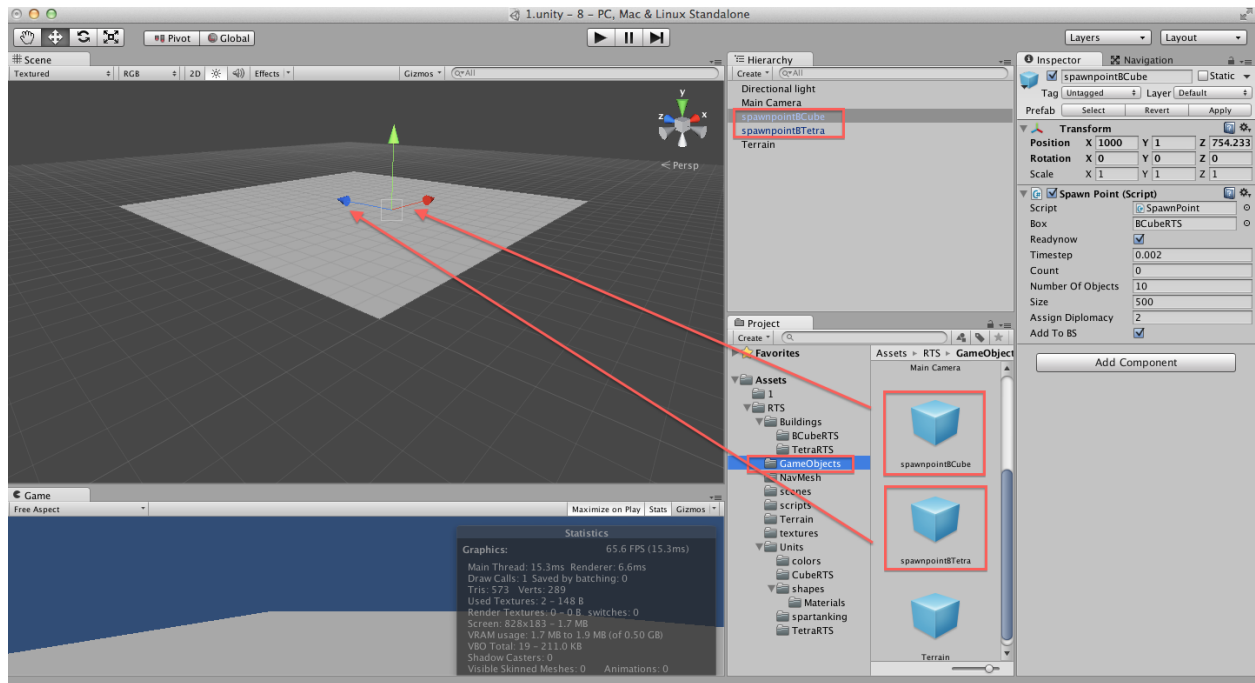 1.unity – 8 – PC, Mac & Linux Standalone
Pivot Global Layers Layout
Scene
Textured RGB 2D Effects Gizmos All
y
z x
Persp
Hierarchy
Create All
Directional light
Main Camera
spawnpointBCube
spawnpointBTetra
Terrain
Project
Create
Favorites
Assets
1
RTS
Buildings
BCubeRTS
TetraRTS
GameObjects
NavMesh
scenes
scripts
Terrain
textures
Units
colors
CubeRTS
shapes
Materials
spartanking
TetraRTS
Assets RTS GameObject
Main Camera
spawnpointBCube
spawnpointBTetra
Terrain
Inspector Navigation
spawnpointBCube Static
Tag Untagged Layer Default
Prefab Select Revert Apply
Transform
Position X 1000 Y 1 Z 754.233
Rotation X 0 Y 0 Z 0
Scale X 1 Y 1 Z 1
Spawn Point (Script)
Script SpawnPoint
Box BCubeRTS
Readynow
Timestep 0.002
Count 0
Number Of Objects 10
Size 500
Assign Diplomacy 2
Add To BS
Add Component
Game
Free Aspect Maximize on Play Stats Gizmos
Statistics
Graphics: 65.6 FPS (15.3ms)
Main Thread: 15.3ms Renderer: 6.6ms
Draw Calls: 1 Saved by batching: 0
Tris: 573 Verts: 289
Used Textures: 2 – 148 B
Render Textures: 0 – 0 B switches: 0
Screen: 828x183 – 1.7 MB
VRAM usage: 1.7 MB to 1.9 MB (of 0.50 GB)
VBO Total: 19 – 211.0 KB
Shadow Casters: 0
Visible Skinned Meshes: 0 Animations: 0